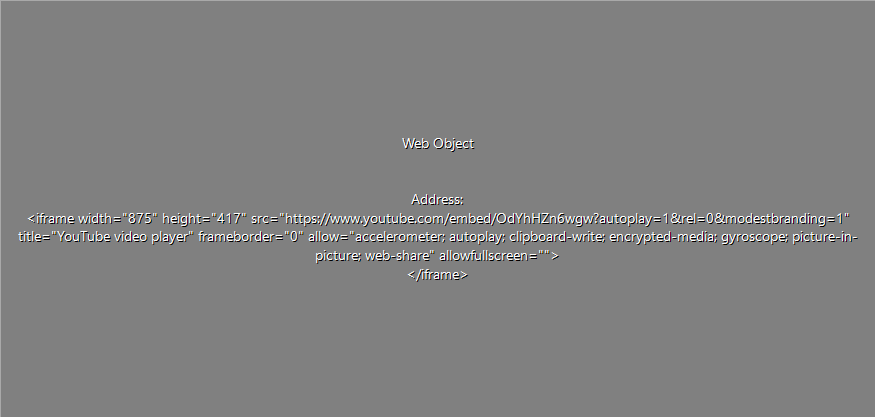 Web Object
Address:
<iframe width="875" height="417" src="https://www.youtube.com/embed/OdYhHZn6wgw?autoplay=1&rel=0&modestbranding=1"
title="YouTube video player" frameborder="0" allow="accelerometer; autoplay; clipboard-write; encrypted-media; gyroscope; picture-in-
picture; web-share" allowfullscreen="">
</iframe>